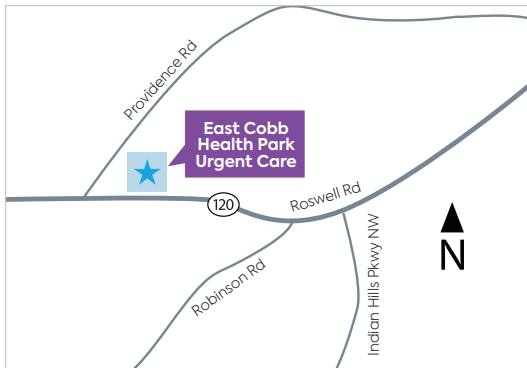 Providence Rd
East Cobb
Health Park
Urgent Care
120
Roswell Rd
Robinson Rd
Indian Hills Pkwy NW
N